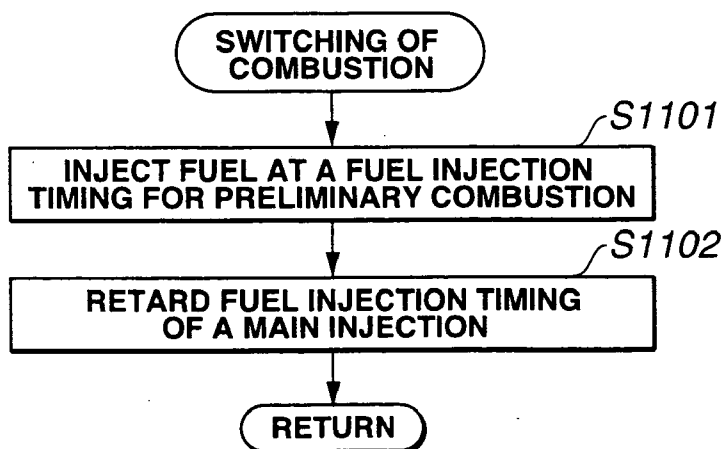 SWITCHING OF
COMBUSTION
S1101
INJECT FUEL AT A FUEL INJECTION
TIMING FOR PRELIMINARY COMBUSTION
S1102
RETARD FUEL INJECTION TIMING
OF A MAIN INJECTION
RETURN